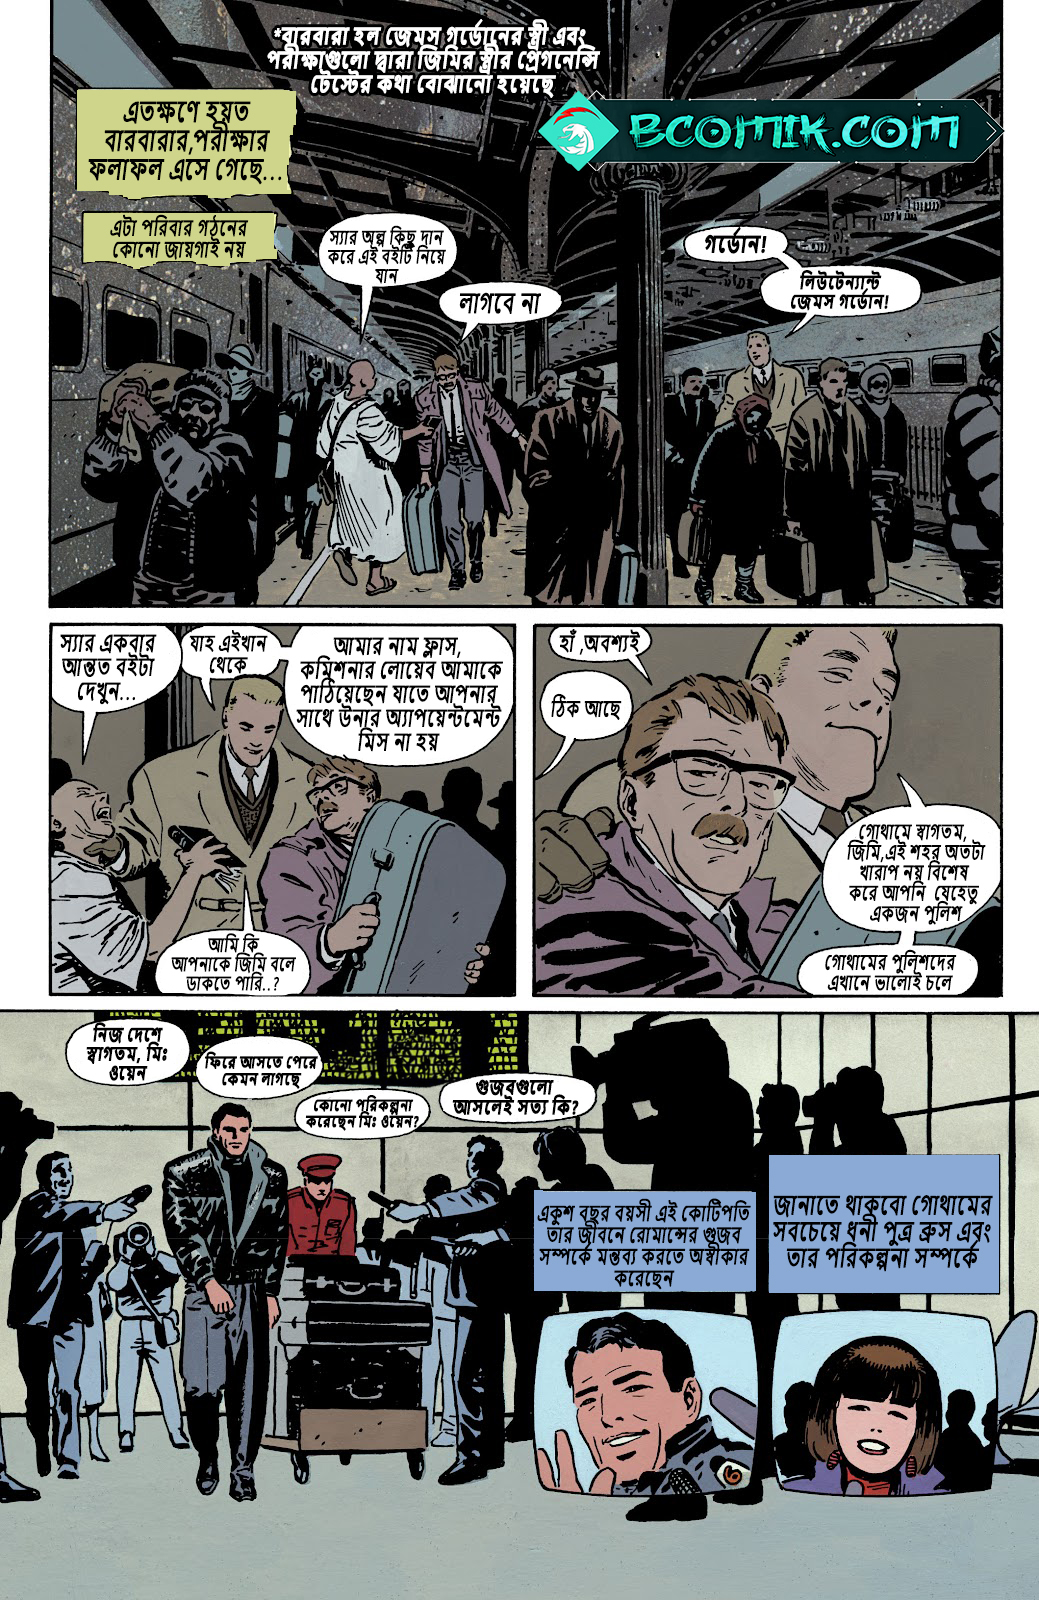 *বারবারা হল জেমস গর্ডোনের স্ত্রী এবং
পরীক্ষাগুলো দ্বারা জিমির স্ত্রীর প্রেগনেন্সি
টেস্টের কথা বোঝানো হয়েছে
BCOMIK.COM
এতক্ষণে হয়ত
বারবারার,পরীক্ষার
ফলাফল এসে গেছে...
এটা পরিবার গঠনের
কোনো জায়গাই নয়
স্যার অল্প কিছু দান
করে এই বইটি নিয়ে
যান
লাগবে না
গর্ডোন!
লিউটেন্যান্ট
জেমস গর্ডোন!
স্যার একবার
আন্তত বইটা
দেখুন...
যাহ এইখান
থেকে
আমার নাম ফ্লাস,
কমিশনার লোয়েব আমাকে
পাঠিয়েছেন যাতে আপনার
সাথে উনার অ্যাপয়েন্টমেন্ট
মিস না হয়
আমি কি
আপনাকে জিমি বলে
ডাকতে পারি..?
হাঁ ,অবশ্যই
ঠিক আছে
গোথামে স্বাগতম,
জিমি,এই শহর অতটা
খারাপ নয় বিশেষ
করে আপনি যেহেতু
একজন পুলিশ
গোথামের পুলিশদের
এখানে ভালোই চলে
নিজ দেশে
স্বাগতম, মিঃ
ওয়েন
ফিরে আসতে পেরে
কেমন লাগছে
কোনো পরিকল্পনা
করেছেন মিঃ ওয়েন?
গুজবগুলো
আসলেই সত্য কি?
একুশ বছর বয়সী এই কোটিপতি
তার জীবনে রোমান্সের গুজব
সম্পর্কে মন্তব্য করতে অস্বীকার
করেছেন
জানাতে থাকবো গোথামের
সবচেয়ে ধনী পুত্র ব্রুস এবং
তার পরিকল্পনা সম্পর্কে